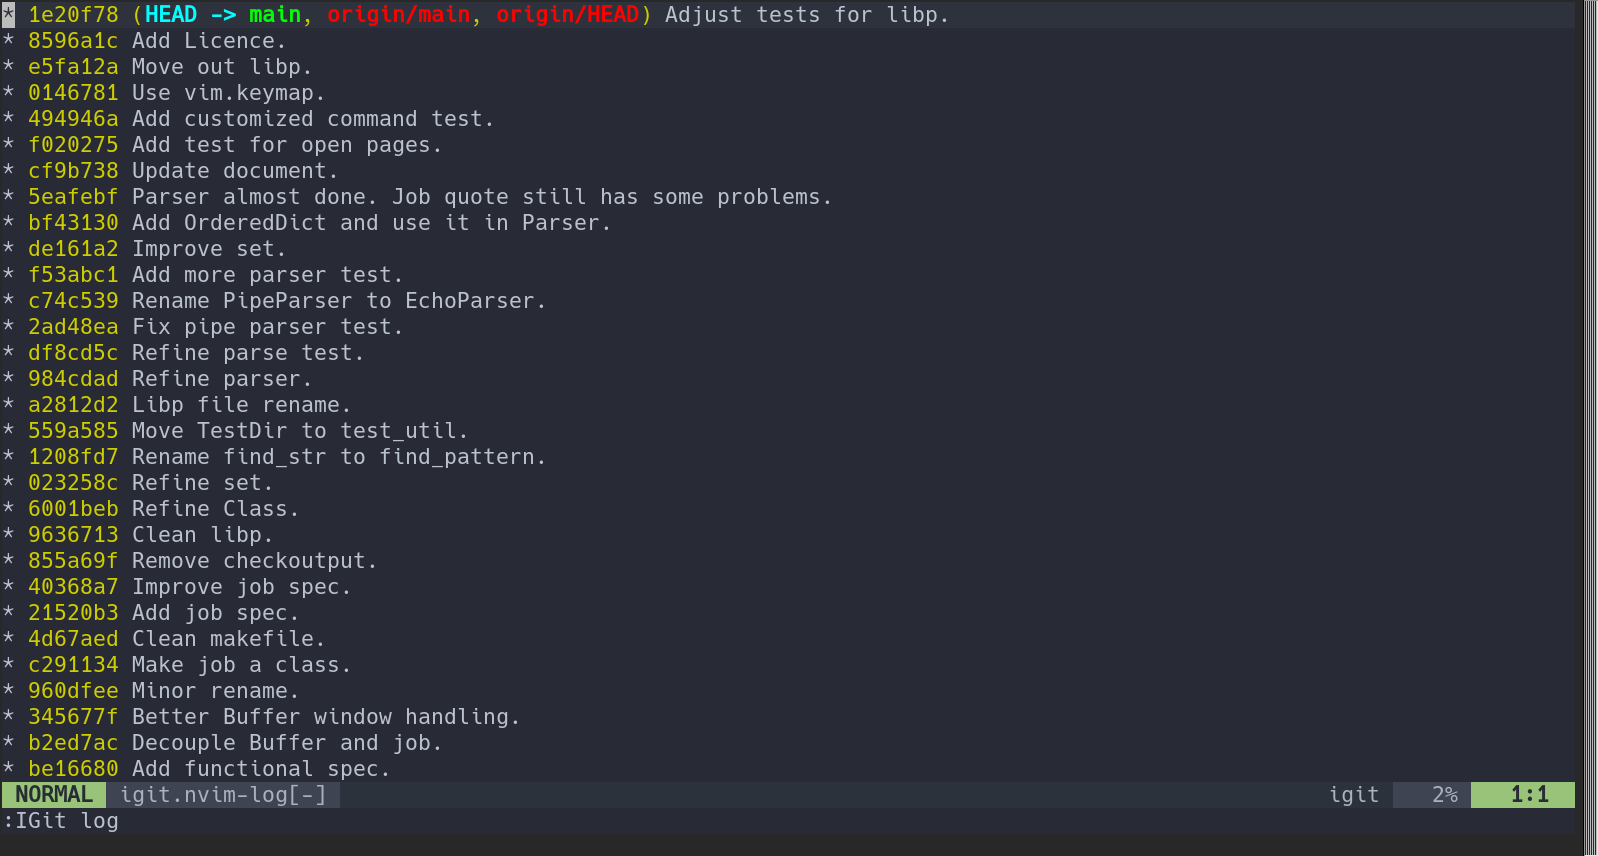 * 1e20f78 (HEAD -> main, origin/main, origin/HEAD) Adjust tests for libp.
* 8596a1c Add Licence.
* e5fa12a Move out libp.
* 0146781 Use vim.keymap.
* 494946a Add customized command test.
* f020275 Add test for open pages.
* cf9b738 Update document.
* 5eafebf Parser almost done. Job quote still has some problems.
* bf43130 Add OrderedDict and use it in Parser.
* de161a2 Improve set.
* f53abc1 Add more parser test.
* c74c539 Rename PipeParser to EchoParser.
* 2ad48ea Fix pipe parser test.
* df8cd5c Refine parse test.
* 984cdad Refine parser.
* a2812d2 Libp file rename.
* 559a585 Move TestDir to test_util.
* 1208fd7 Rename find_str to find_pattern.
* 023258c Refine set.
* 6001beb Refine Class.
* 9636713 Clean libp.
* 855a69f Remove checkoutput.
* 40368a7 Improve job spec.
* 21520b3 Add job spec.
* 4d67aed Clean makefile.
* c291134 Make job a class.
* 960dfee Minor rename.
* 345677f Better Buffer window handling.
* b2ed7ac Decouple Buffer and job.
* be16680 Add functional spec.
NORMAL igit.nvim-log[-] igit 2% 1:1
:IGit log